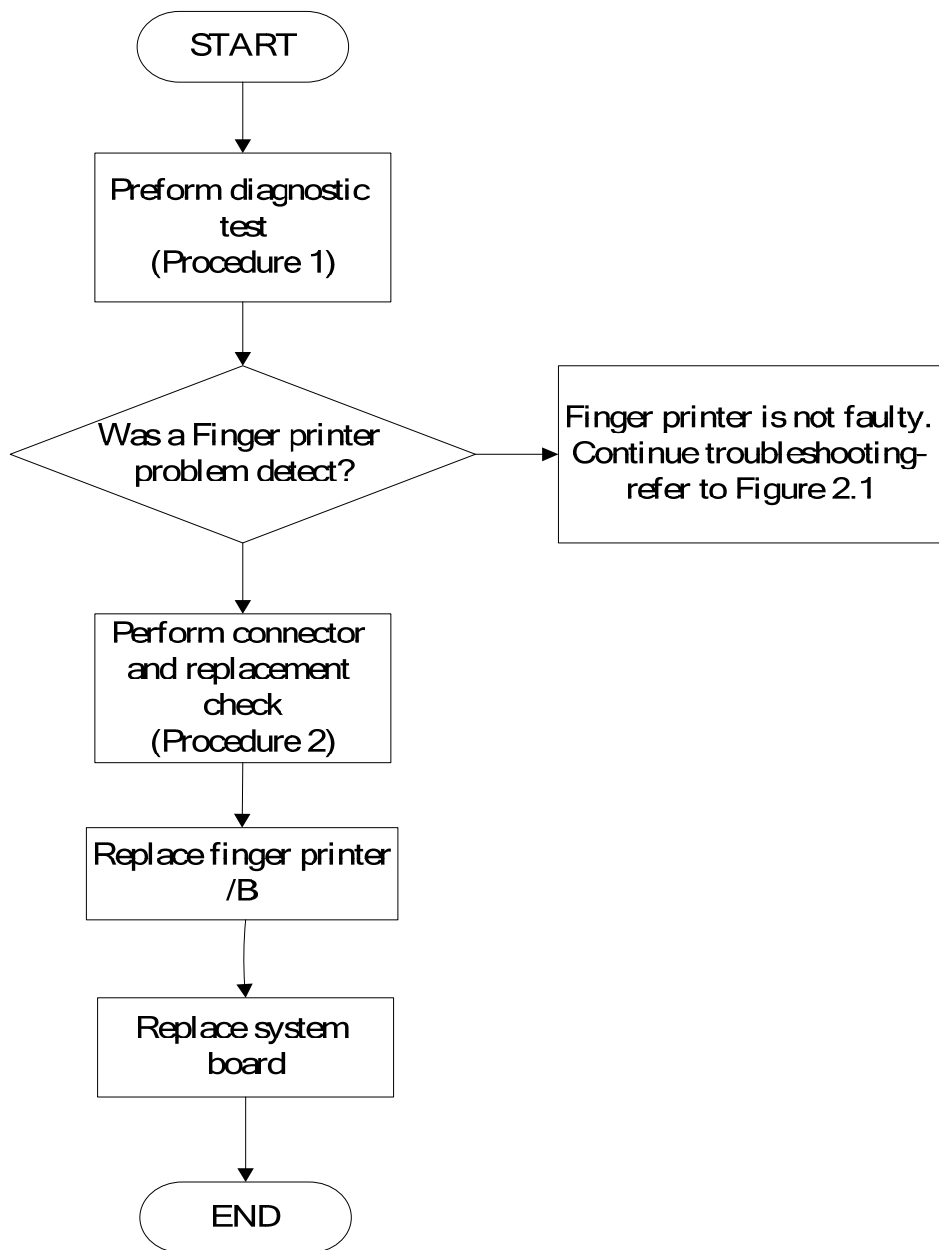 START
Preform diagnostic
test
(Procedure 1)
Was a Finger printer
problem detect?
Finger printer is not faulty.
Continue troubleshooting-
refer to Figure 2.1
Perform connector
and replacement
check
(Procedure 2)
Replace finger printer
/B
Replace system
board
END